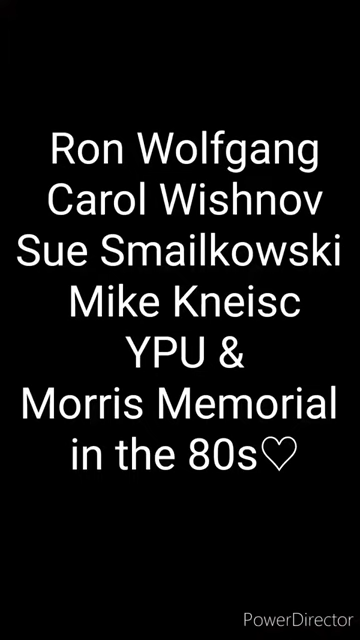 Ron Wolfgang
Carol Wishnov
Sue Smailkowski
Mike Kneisc
YPU &
Morris Memorial
in the 80s♡
PowerDirector